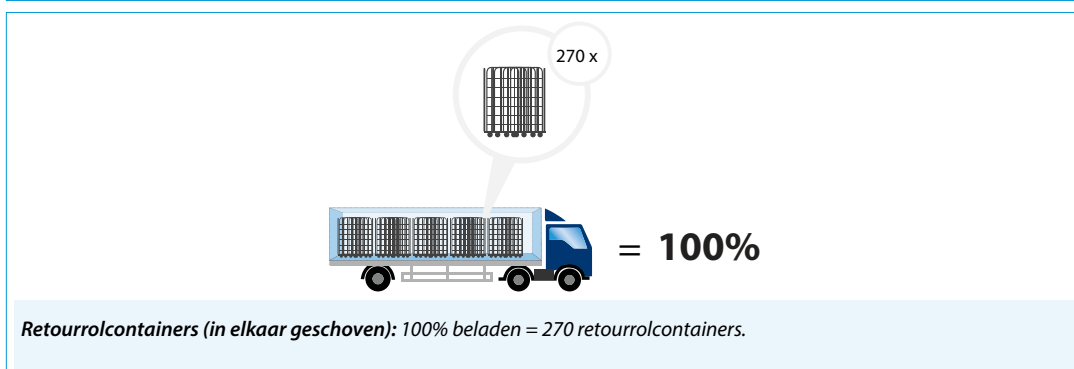 270 x
= 100%
Retourrolcontainers (in elkaar geschoven): 100% beladen = 270 retourrolcontainers.